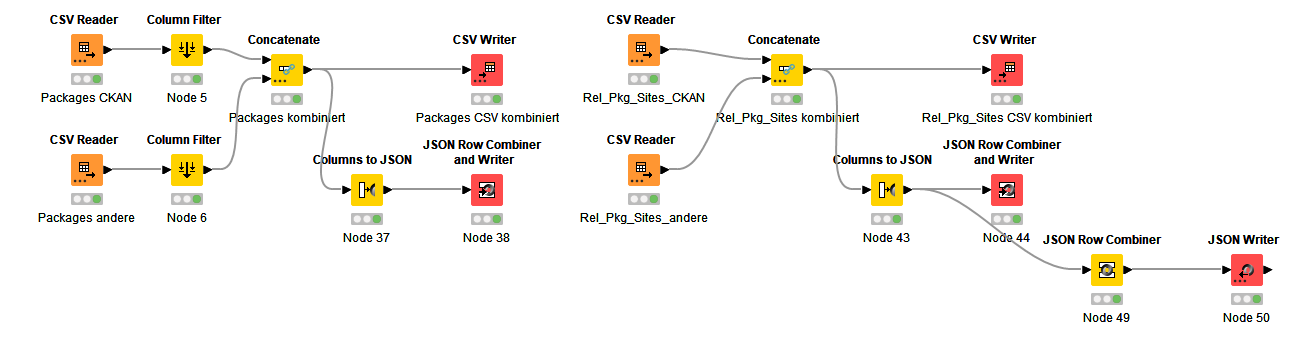 CSV Reader
Column Filter
Packages CKAN
Node 5
Concatenate
Packages kombiniert
CSV Writer
Packages CSV kombiniert
CSV Reader
Column Filter
Packages andere
Node 6
Columns to JSON
Node 37
JSON Row Combiner
and Writer
Node 38
CSV Reader
Rel_Pkg_Sites_CKAN
Concatenate
Rel_Pkg_Sites kombiniert
CSV Writer
Rel_Pkg_Sites CSV kombiniert
CSV Reader
Rel_Pkg_Sites_andere
Columns to JSON
Node 43
JSON Row Combiner
and Writer
Node 44
JSON Row Combiner
Node 49
JSON Writer
Node 50